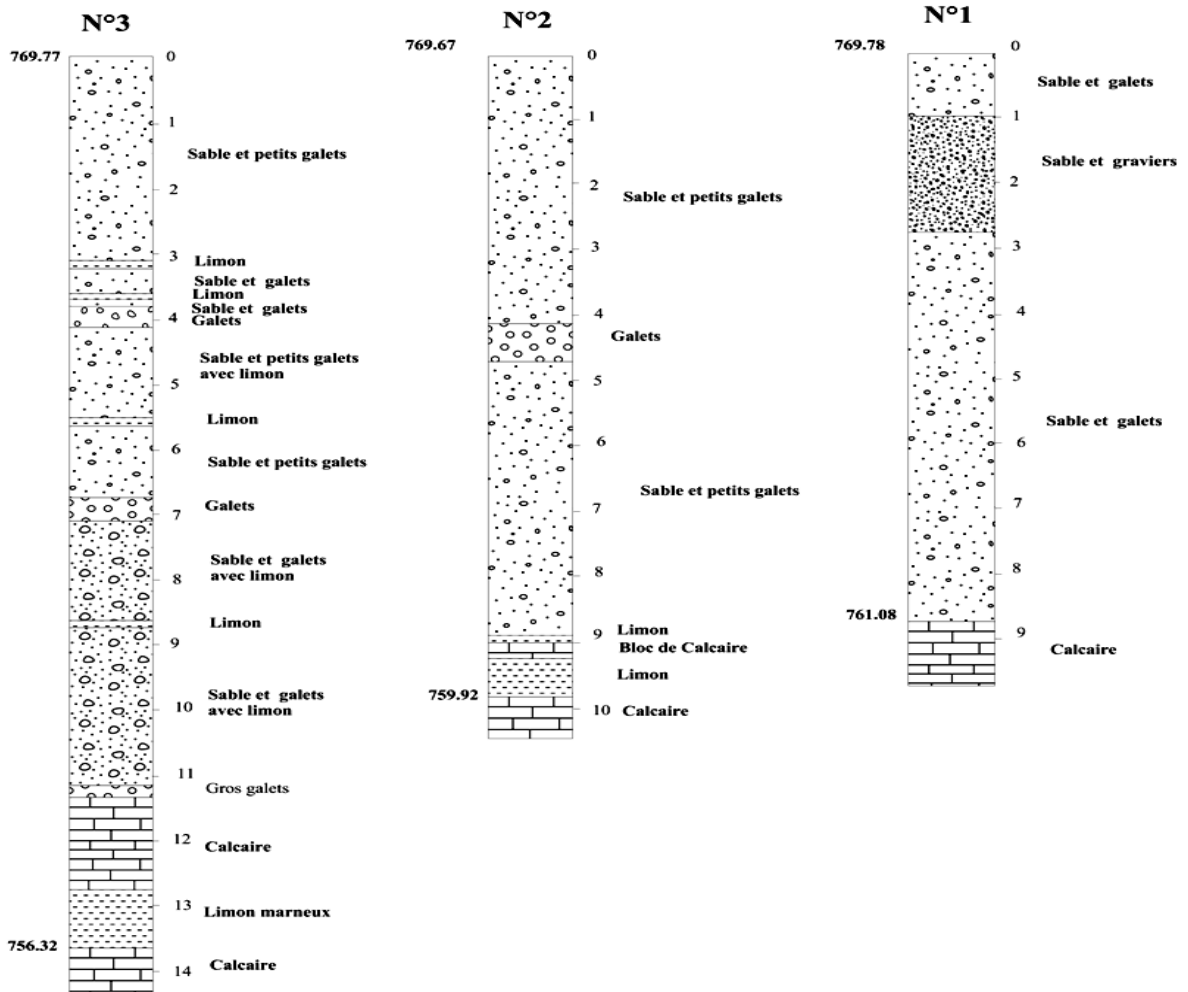 N°3
769.77
0
1
Sable et petits galets
2
3
Limon
Sable et galets
Limon
Sable et galets
4
Galets
Sable et petits galets
avec limon
5
Limon
6
Sable et petits galets
Galets
7
Sable et galets
avec limon
8
Limon
9
Sable et galets
avec limon
10
11
Gros galets
12
Calcaire
13
Limon marneux
756.32
Calcaire
14
N°2
769.67
0
1
2
Sable et petits galets
3
4
Galets
5
6
Sable et petits galets
7
8
Limon
9
Bloc de Calcaire
Limon
759.92
10
Calcaire
N°1
769.78
0
Sable et galets
1
Sable et graviers
2
3
4
5
Sable et galets
6
7
8
761.08
9
Calcaire